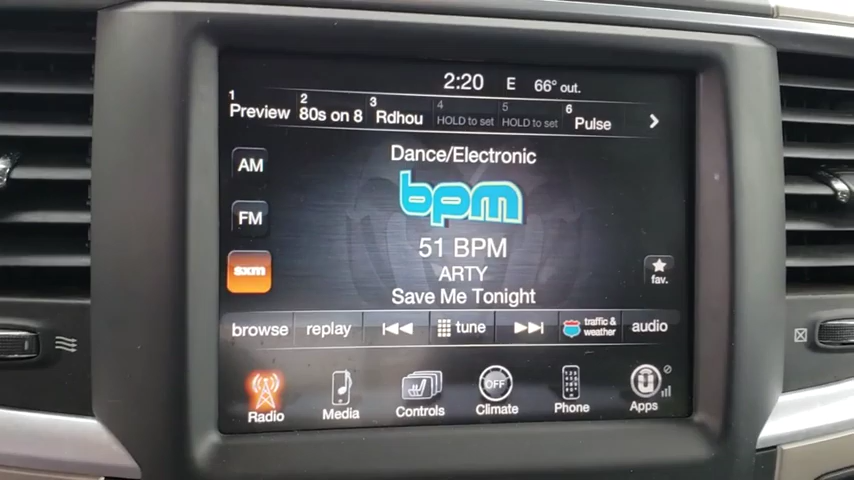 2:20 E 66° out.
1 Preview 2 80s on 8 3 Rdhou 4 HOLD to set 5 HOLD to set 6 Pulse
Dance/Electronic
AM
bpm
FM
51 BPM
sxm
ARTY
fav.
Save Me Tonight
browse replay tune traffic & weather audio
OFF
Radio Media Controls Climate Phone Apps